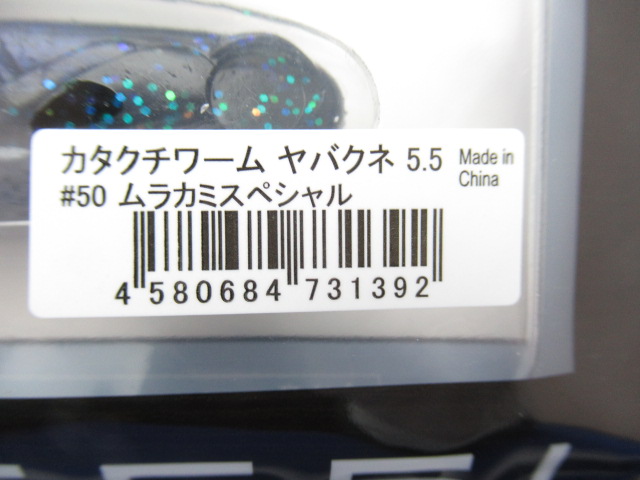 カタクチワーム ヤバクネ 5.5
Made in
China
#50 ムラカミスペシャル
4 580684 731392